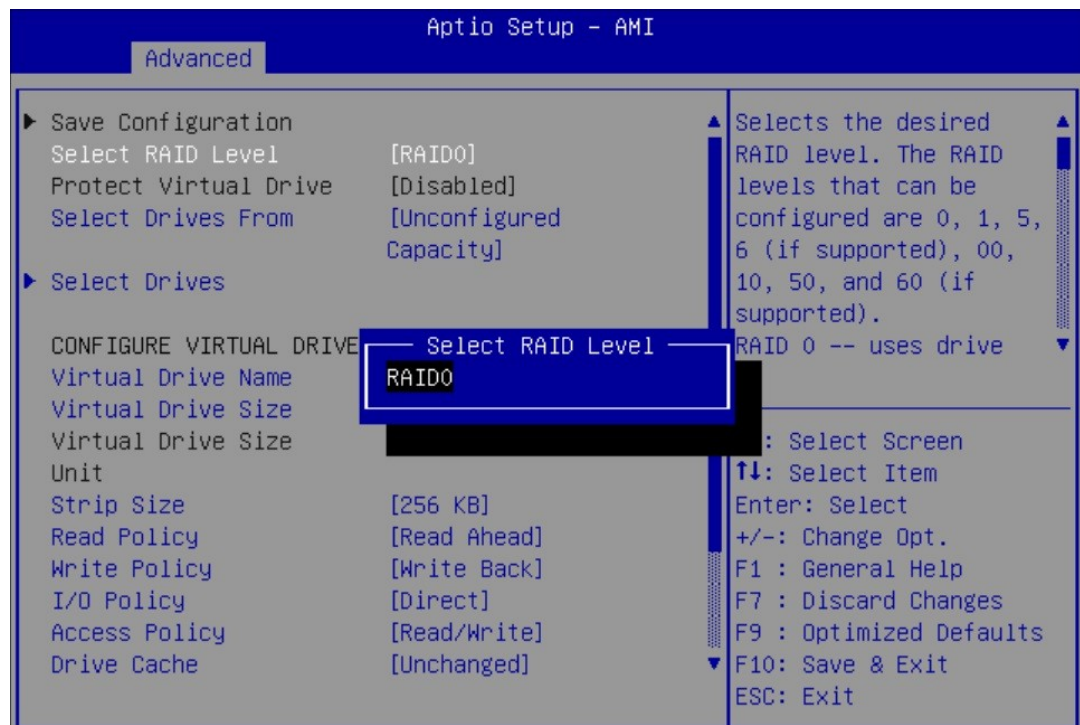 Aptio Setup – AMI
Advanced
Save Configuration
Select RAID Level [RAID0]
Protect Virtual Drive [Disabled]
Select Drives From [Unconfigured
Capacity]
Select Drives
CONFIGURE VIRTUAL DRIVE
Virtual Drive Name
Virtual Drive Size
Virtual Drive Size
Unit
Strip Size [256 KB]
Read Policy [Read Ahead]
Write Policy [Write Back]
I/O Policy [Direct]
Access Policy [Read/Write]
Drive Cache [Unchanged]
Select RAID Level
RAID0
Selects the desired
RAID level. The RAID
levels that can be
configured are 0, 1, 5,
6 (if supported), 00,
10, 50, and 60 (if
supported).
RAID 0 -- uses drive
: Select Screen
↑↓: Select Item
Enter: Select
+/-: Change Opt.
F1 : General Help
F7 : Discard Changes
F9 : Optimized Defaults
F10: Save & Exit
ESC: Exit